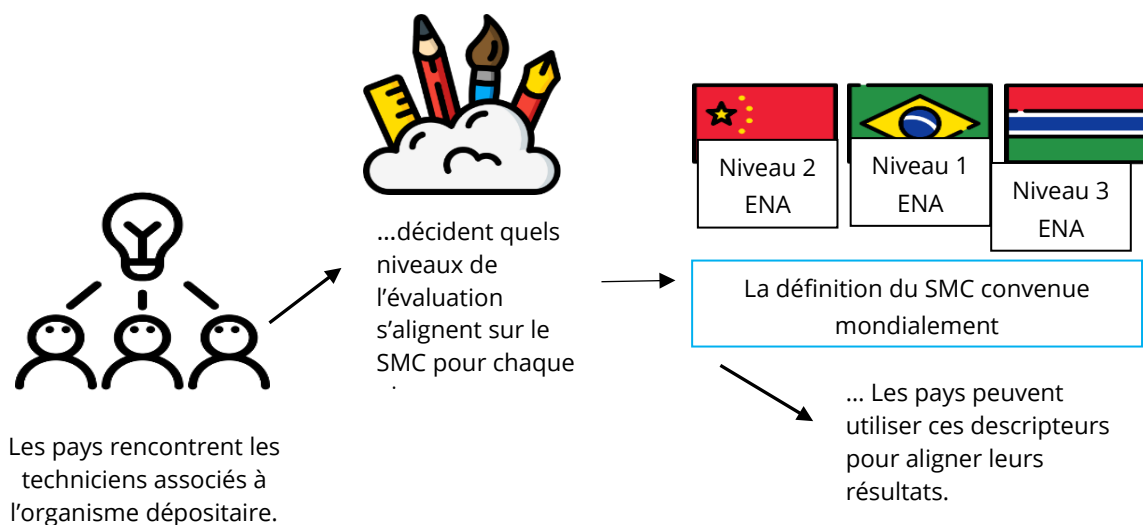 Les pays rencontrent les
techniciens associés à
l’organisme dépositaire.
...décident quels
niveaux de
l’évaluation
s’alignent sur le
SMC pour chaque
Niveau 2
ENA
Niveau 1
ENA
Niveau 3
ENA
La définition du SMC convenue
mondialement
... Les pays peuvent
utiliser ces descripteurs
pour aligner leurs
résultats.